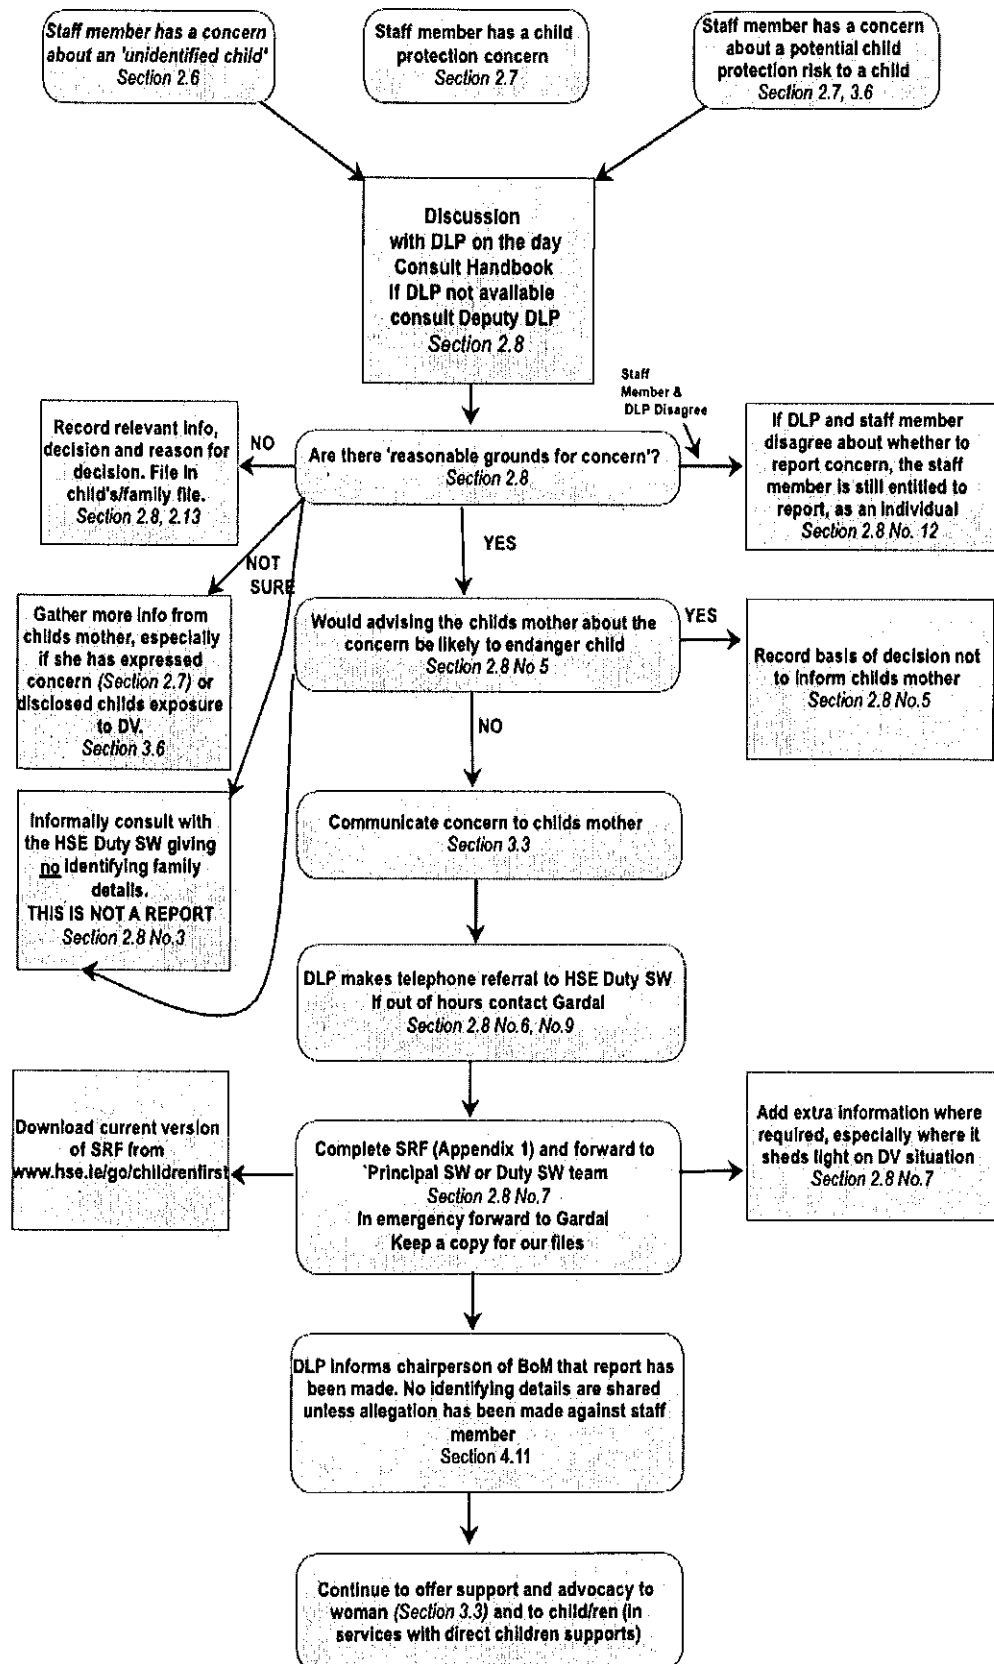 Staff member has a concern
about an 'unidentified child'
Section 2.6
Staff member has a child
protection concern
Section 2.7
Staff member has a concern
about a potential child
protection risk to a child
Section 2.7, 3.6
Discussion
with DLP on the day
Consult Handbook
If DLP not available
consult Deputy DLP
Section 2.8
Staff
Member &
DLP Disagree
Record relevant info,
decision and reason for
decision. File in
child's/family file.
Section 2.8, 2.13
NO
Are there 'reasonable grounds for concern'?
Section 2.8
If DLP and staff member
disagree about whether to
report concern, the staff
member is still entitled to
report, as an individual
Section 2.8 No. 12
YES
NOT
SURE
Gather more info from
childs mother, especially
if she has expressed
concern (Section 2.7) or
disclosed childs exposure
to DV.
Section 3.6
Would advising the childs mother about the
concern be likely to endanger child
Section 2.8 No 5
YES
Record basis of decision not
to inform childs mother
Section 2.8 No.5
NO
Informally consult with
the HSE Duty SW giving
no identifying family
details.
THIS IS NOT A REPORT
Section 2.8 No.3
Communicate concern to childs mother
Section 3.3
DLP makes telephone referral to HSE Duty SW
If out of hours contact Gardai
Section 2.8 No.6, No.9
Download current version
of SRF from
www.hse.ie/go/childrenfirst
Complete SRF (Appendix 1) and forward to
'Principal SW or Duty SW team
Section 2.8 No.7
In emergency forward to Gardai
Keep a copy for our files
Add extra information where
required, especially where it
sheds light on DV situation
Section 2.8 No.7
DLP informs chairperson of BoM that report has
been made. No identifying details are shared
unless allegation has been made against staff
member
Section 4.11
Continue to offer support and advocacy to
woman (Section 3.3) and to child/ren (in
services with direct children supports)